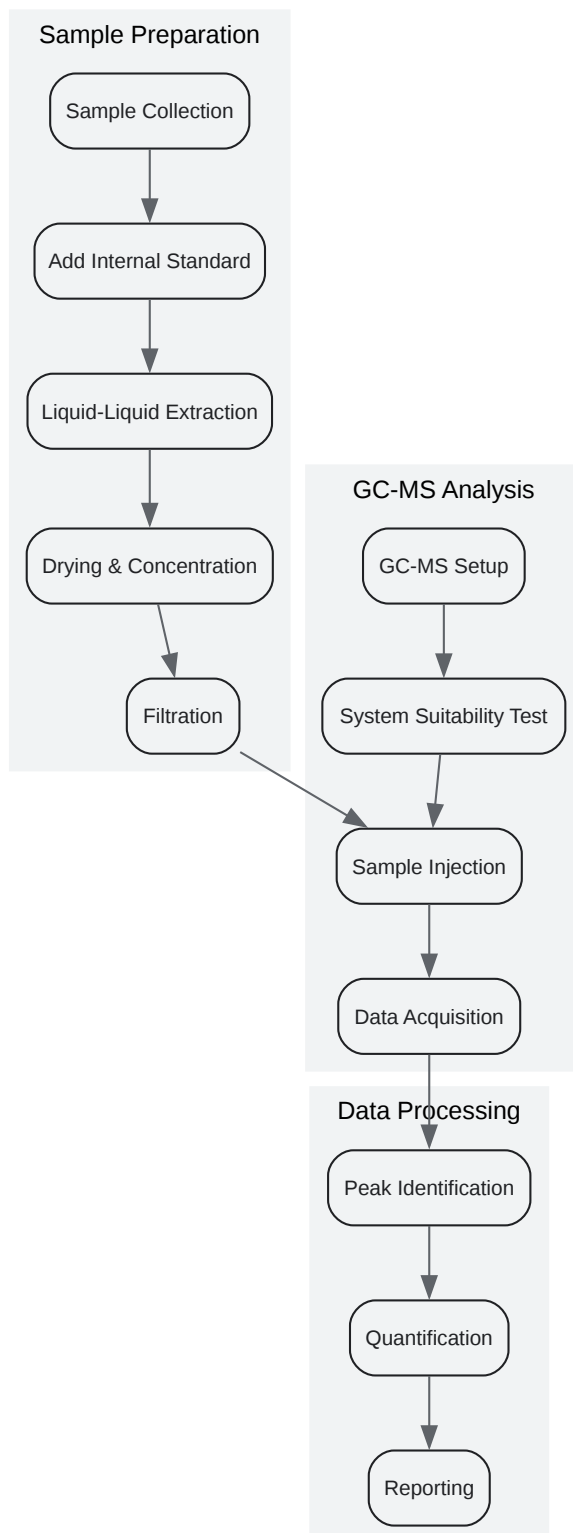 Sample Preparation
Sample Collection
Add Internal Standard
Liquid-Liquid Extraction
Drying & Concentration
Filtration
GC-MS Analysis
GC-MS Setup
System Suitability Test
Sample Injection
Data Acquisition
Data Processing
Peak Identification
Quantification
Reporting